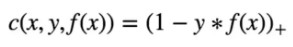 c(x, y, f(x)) = (1 − y ∗ f(x))₊